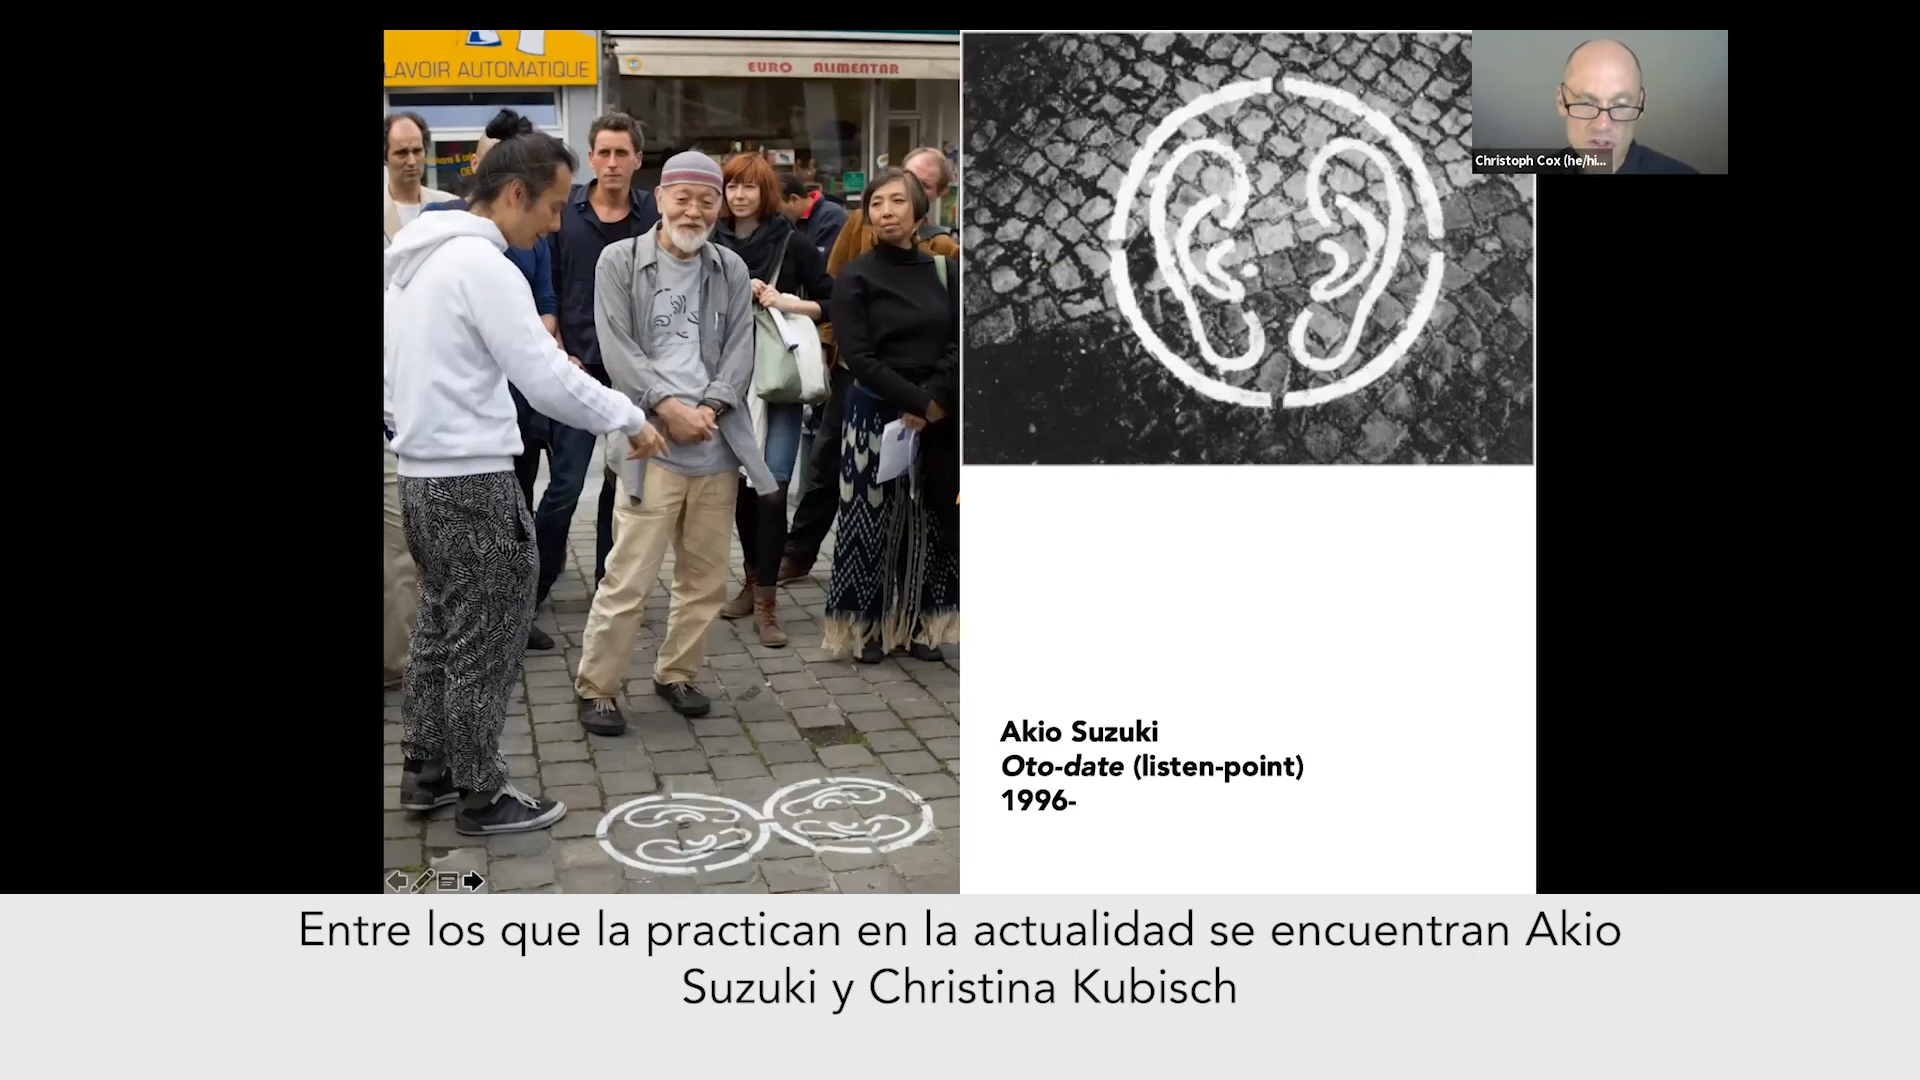 LAVOIR AUTOMATIQUE
EURO ALIMENTAR
Christoph Cox (he/hi...
Akio Suzuki
Oto-date (listen-point)
1996-
Entre los que la practican en la actualidad se encuentran Akio
Suzuki y Christina Kubisch